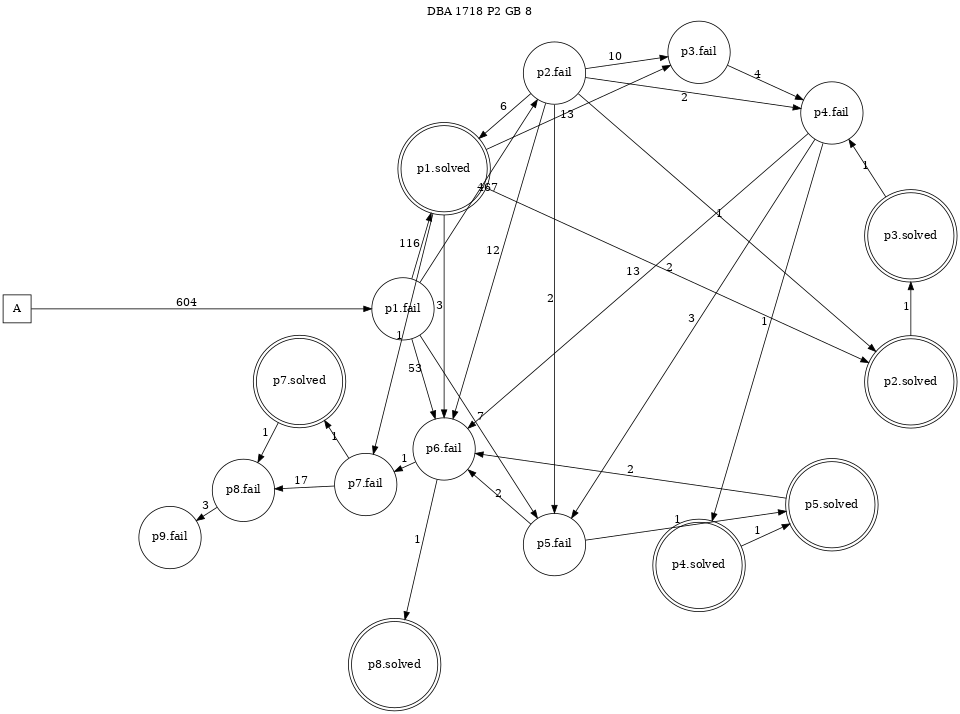 DBA 1718 P2 GB 8
p3.fail
10
p2.fail
4
2
6
13
p4.fail
p1.solved
1
467
1
p3.solved
116
12
2
13
A
604
p1.fail
3
2
1
3
1
1
53
p7.solved
p2.solved
7
1
1
p6.fail
1
2
17
p8.fail
p7.fail
2
3
p5.solved
1
1
p9.fail
1
p5.fail
p4.solved
p8.solved